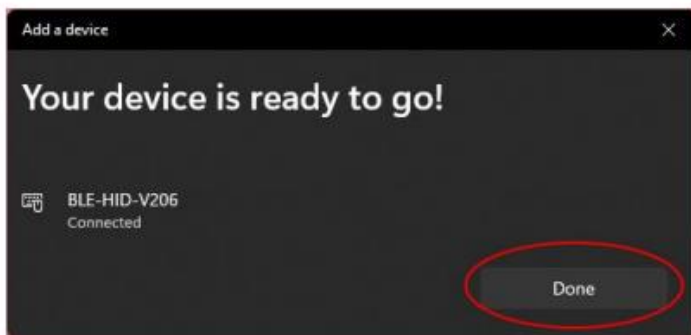 Add a device
Your device is ready to go!
BLE-HID-V206
Connected
Done